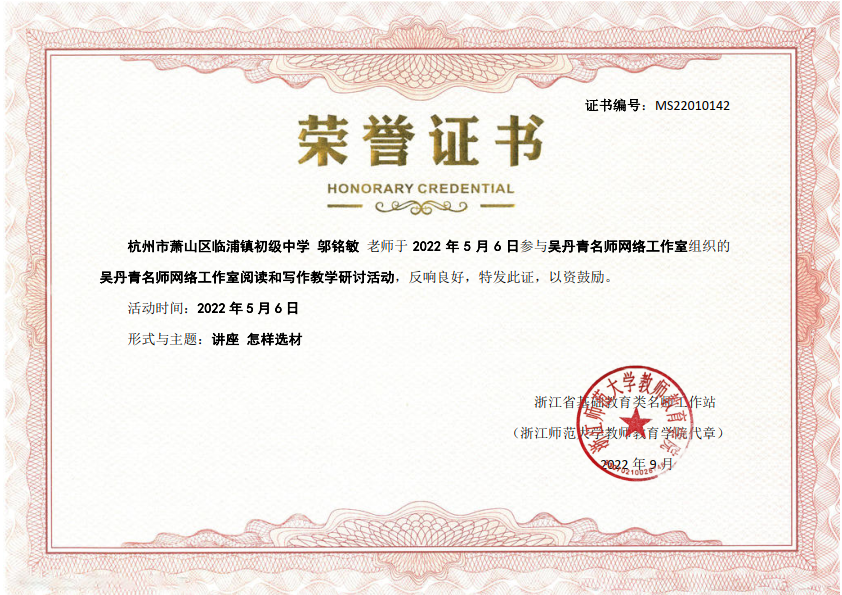 证书编号：MS22010142
荣誉证书
HONORARY CREDENTIAL
杭州市萧山区临浦镇初级中学 邬铭敏 老师于 2022 年 5 月 6 日参与吴丹青名师网络工作室组织的
吴丹青名师网络工作室阅读和写作教学研讨活动，反响良好，特发此证，以资鼓励。
活动时间：2022 年 5 月 6 日
形式与主题：讲座 怎样选材
浙江省基础教育类名师工作站
（浙江师范大学教师教育学院代章）
2022 年 9 月
浙江师范大学教师教育学院